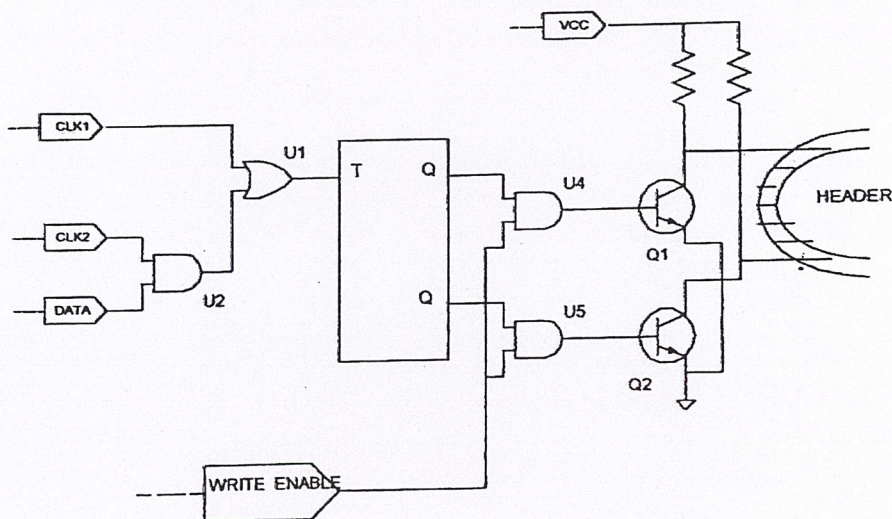 VCC
CLK1
U1
T
Q
U4
HEADER
CLK2
Q1
U2
DATA
Q
U5
Q2
WRITE ENABLE